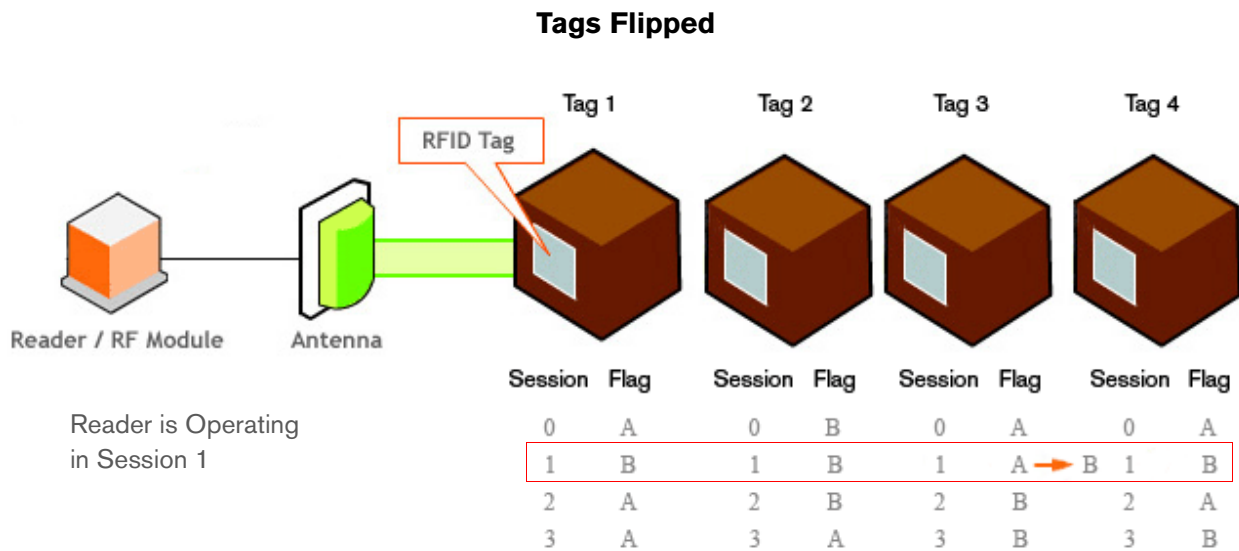 Tags Flipped
Tag 1 Tag 2 Tag 3 Tag 4
RFID Tag
Reader / RF Module Antenna
Session Flag Session Flag Session Flag Session Flag
Reader is Operating
in Session 1
0 A 0 B 0 A 0 A
1 B 1 B 1 A B 1 B
2 A 2 B 2 B 2 A
3 A 3 A 3 B 3 B